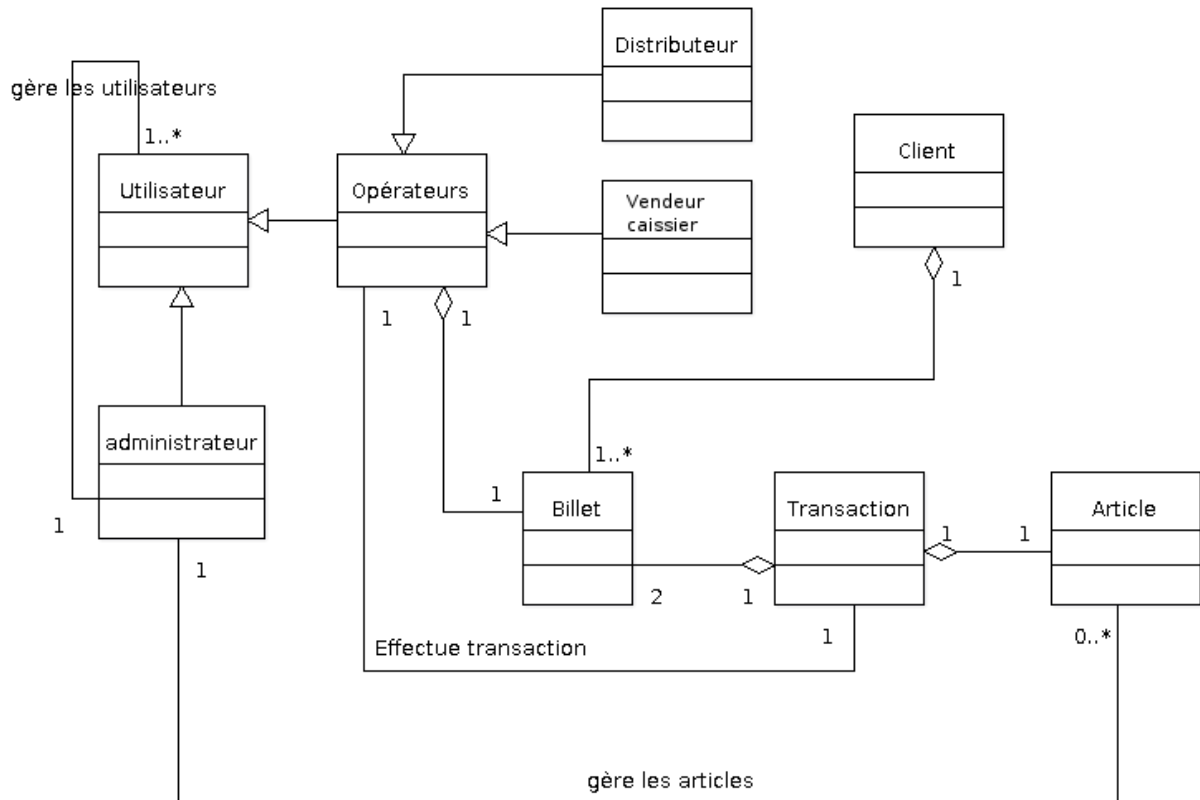 Distributeur
gère les utilisateurs
1..*
Client
Utilisateur
Opérateurs
Vendeur
caissier
1
1
1
administrateur
1..*
1
1
Billet
Transaction
Article
1
1
1
2
1
Effectue transaction
1
0..*
gère les articles